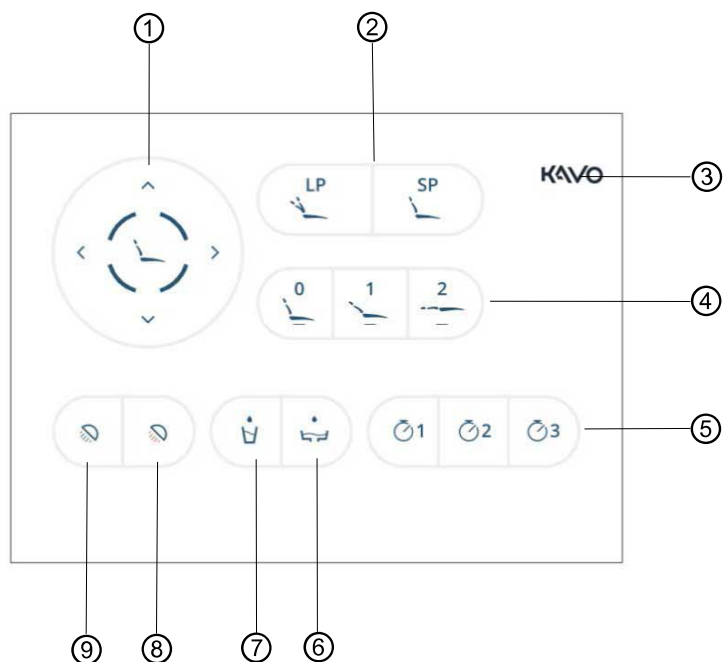 ① ②
LP SP
KAVO ③
0 1 2 ④
1 2 3 ⑤
⑨ ⑧ ⑦ ⑥